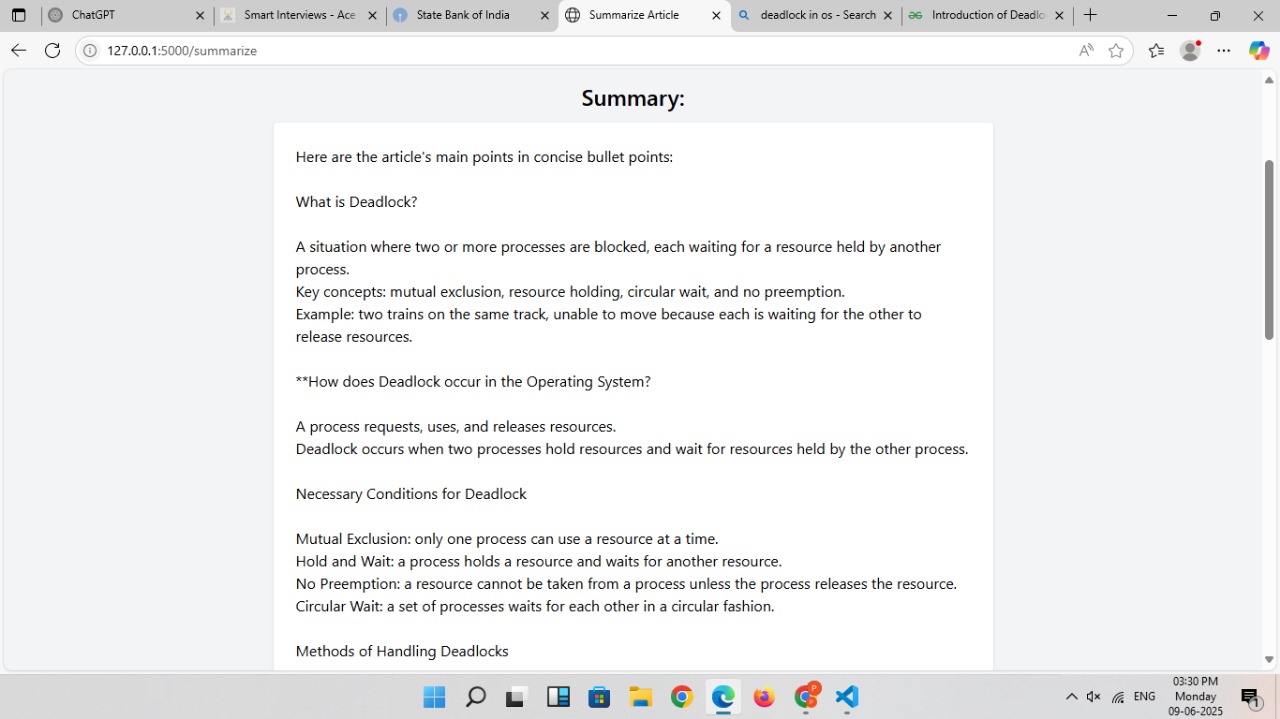 ChatGPT
Smart Interviews - Ace
State Bank of India
Summarize Article
deadlock in os - Search
Introduction of Deadlo
127.0.0.1:5000/summarize
Summary:
Here are the article's main points in concise bullet points:
What is Deadlock?
A situation where two or more processes are blocked, each waiting for a resource held by another
process.
Key concepts: mutual exclusion, resource holding, circular wait, and no preemption.
Example: two trains on the same track, unable to move because each is waiting for the other to
release resources.
**How does Deadlock occur in the Operating System?
A process requests, uses, and releases resources.
Deadlock occurs when two processes hold resources and wait for resources held by the other process.
Necessary Conditions for Deadlock
Mutual Exclusion: only one process can use a resource at a time.
Hold and Wait: a process holds a resource and waits for another resource.
No Preemption: a resource cannot be taken from a process unless the process releases the resource.
Circular Wait: a set of processes waits for each other in a circular fashion.
Methods of Handling Deadlocks
ENG
03:30 PM
Monday
09-06-2025
1